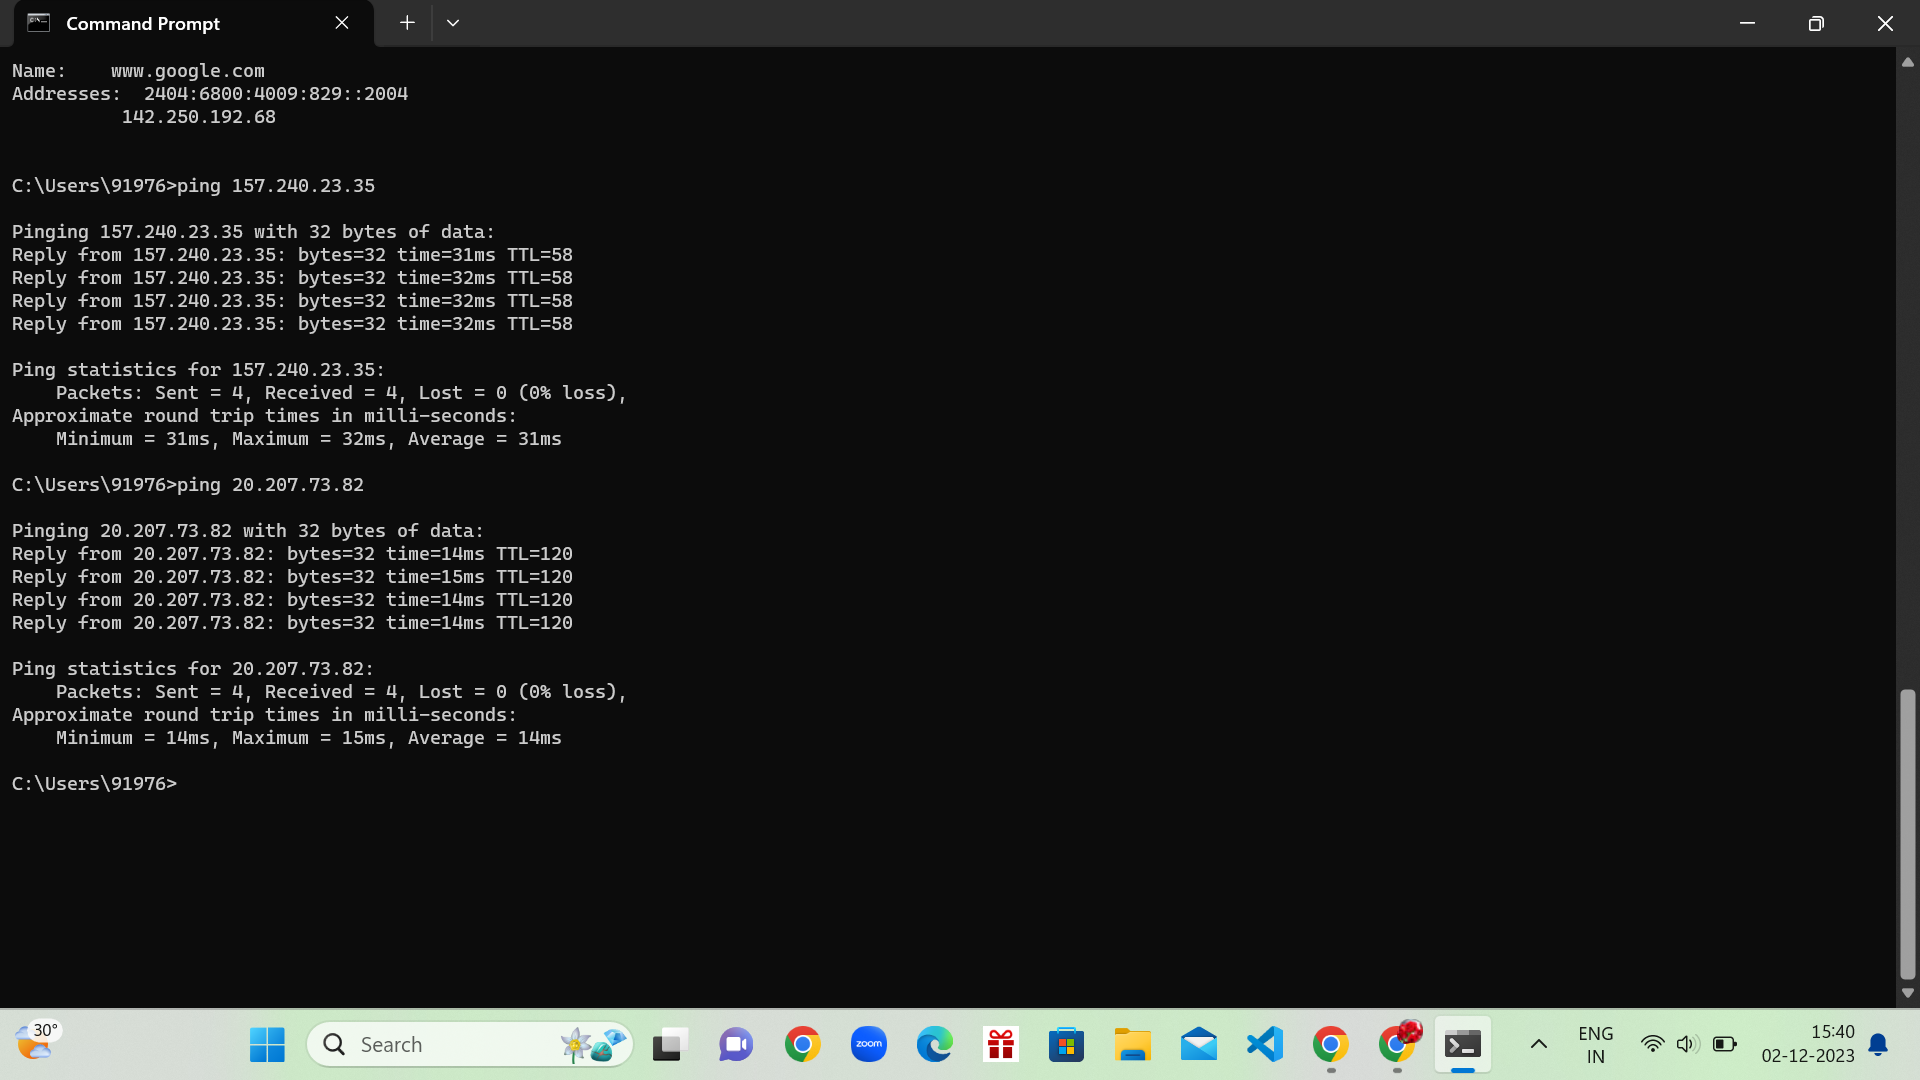 Command Prompt
Name:    www.google.com
Addresses:  2404:6800:4009:829::2004
          142.250.192.68
C:\Users\91976>ping 157.240.23.35
Pinging 157.240.23.35 with 32 bytes of data:
Reply from 157.240.23.35: bytes=32 time=31ms TTL=58
Reply from 157.240.23.35: bytes=32 time=32ms TTL=58
Reply from 157.240.23.35: bytes=32 time=32ms TTL=58
Reply from 157.240.23.35: bytes=32 time=32ms TTL=58
Ping statistics for 157.240.23.35:
    Packets: Sent = 4, Received = 4, Lost = 0 (0% loss),
Approximate round trip times in milli-seconds:
    Minimum = 31ms, Maximum = 32ms, Average = 31ms
C:\Users\91976>ping 20.207.73.82
Pinging 20.207.73.82 with 32 bytes of data:
Reply from 20.207.73.82: bytes=32 time=14ms TTL=120
Reply from 20.207.73.82: bytes=32 time=15ms TTL=120
Reply from 20.207.73.82: bytes=32 time=14ms TTL=120
Reply from 20.207.73.82: bytes=32 time=14ms TTL=120
Ping statistics for 20.207.73.82:
    Packets: Sent = 4, Received = 4, Lost = 0 (0% loss),
Approximate round trip times in milli-seconds:
    Minimum = 14ms, Maximum = 15ms, Average = 14ms
C:\Users\91976>
30°
Search
zoom
ENG
IN
15:40
02-12-2023